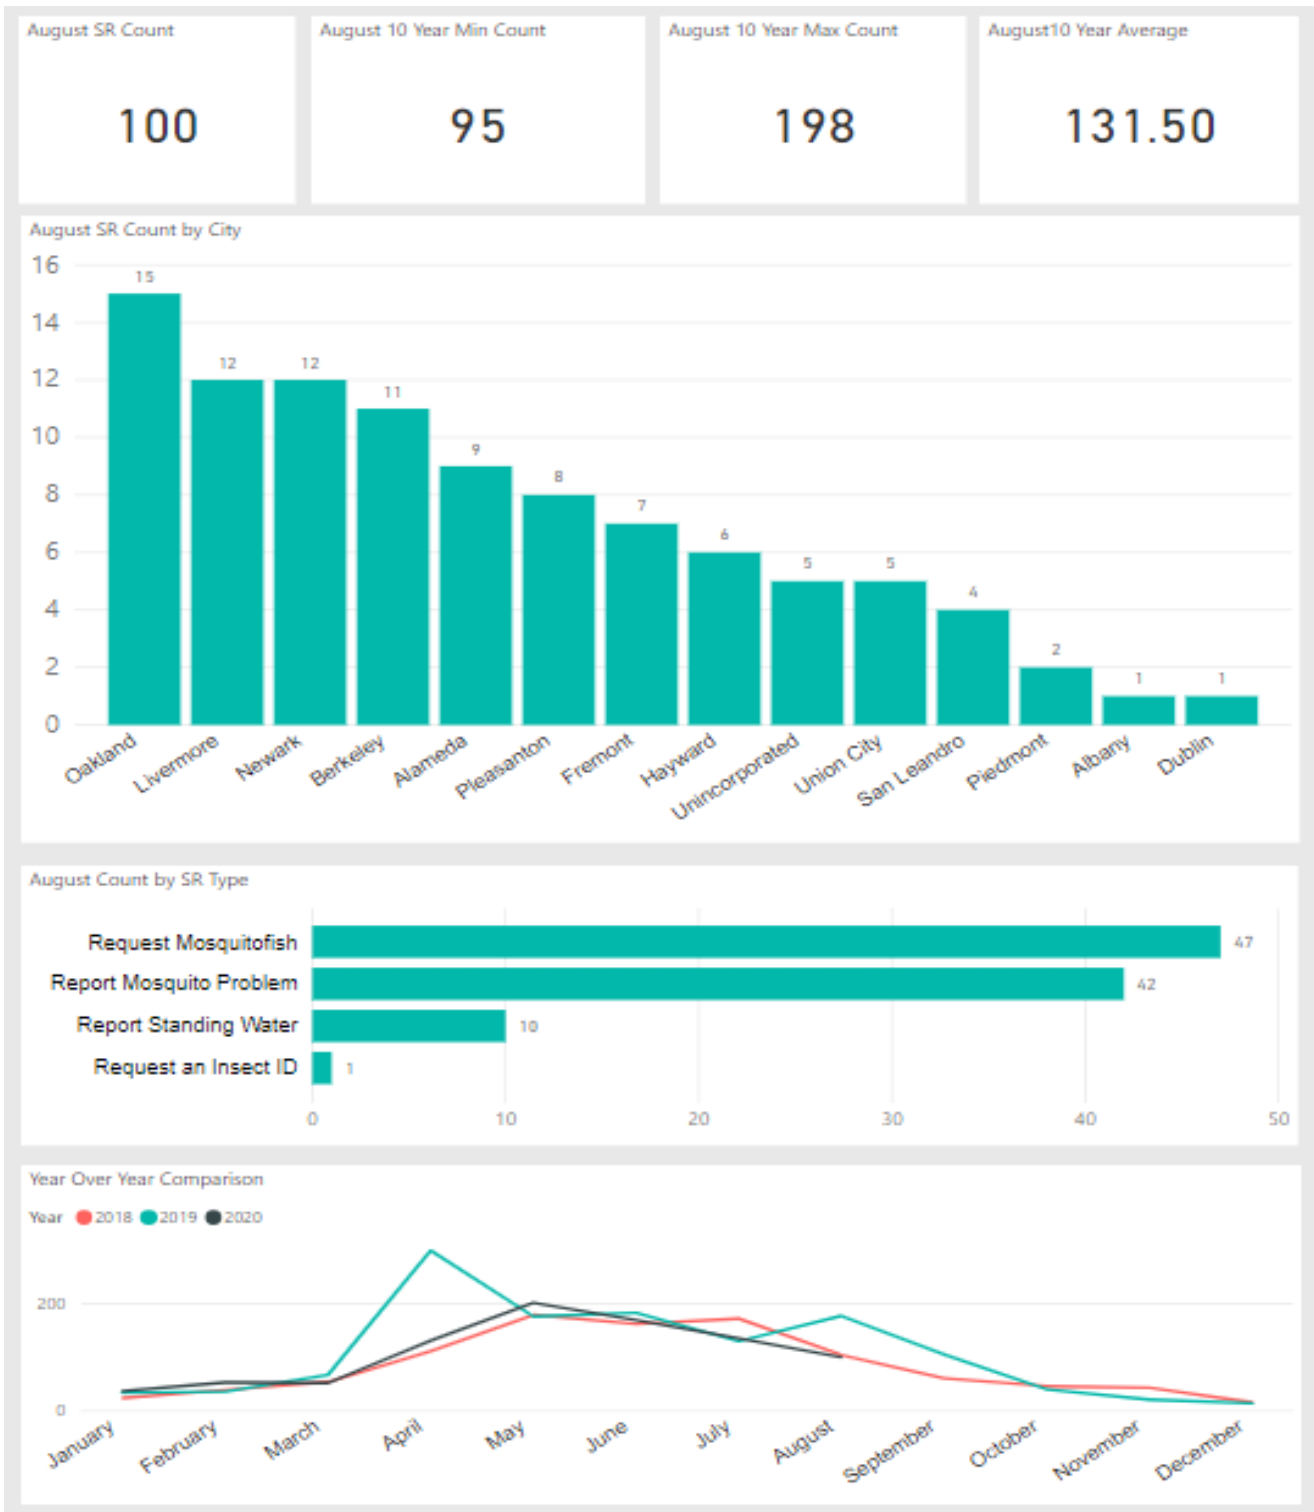 August SR Count
100
August 10 Year Min Count
95
August 10 Year Max Count
198
August10 Year Average
131.50
August SR Count by City
16
14
12
10
8
6
4
2
0
15
12
12
11
9
8
7
6
5
5
4
2
1
1
Oakland
Livermore
Newark
Berkeley
Alameda
Pleasanton
Fremont
Hayward
Unincorporated
Union City
San Leandro
Piedmont
Albany
Dublin
August Count by SR Type
Request Mosquitofish 47
Report Mosquito Problem 42
Report Standing Water 10
Request an Insect ID 1
0 10 20 30 40 50
Year Over Year Comparison
Year 2018 2019 2020
200
0
January
February
March
April
May
June
July
August
September
October
November
December